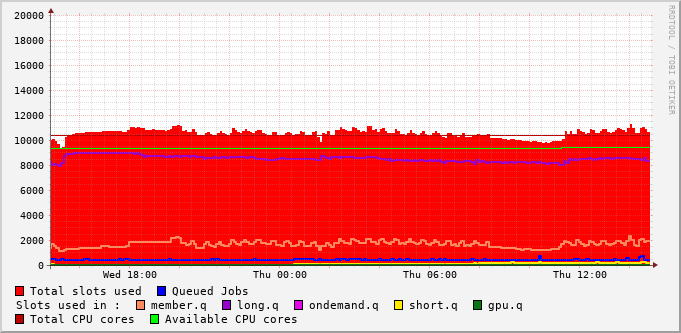 RRDTOOL / TOBI OETIKER
20000
18000
16000
14000
12000
10000
8000
6000
4000
2000
0
Wed 18:00 Thu 00:00 Thu 06:00 Thu 12:00
Total slots used Queued Jobs
Slots used in : member.q long.q ondemand.q short.q gpu.q
Total CPU cores Available CPU cores